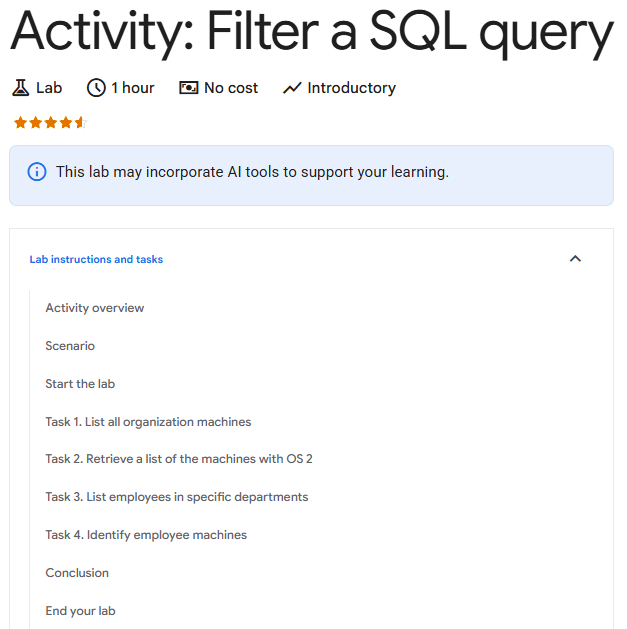 Activity: Filter a SQL query
Lab 1 hour No cost Introductory
This lab may incorporate AI tools to support your learning.
Lab instructions and tasks
Activity overview
Scenario
Start the lab
Task 1. List all organization machines
Task 2. Retrieve a list of the machines with OS 2
Task 3. List employees in specific departments
Task 4. Identify employee machines
Conclusion
End your lab